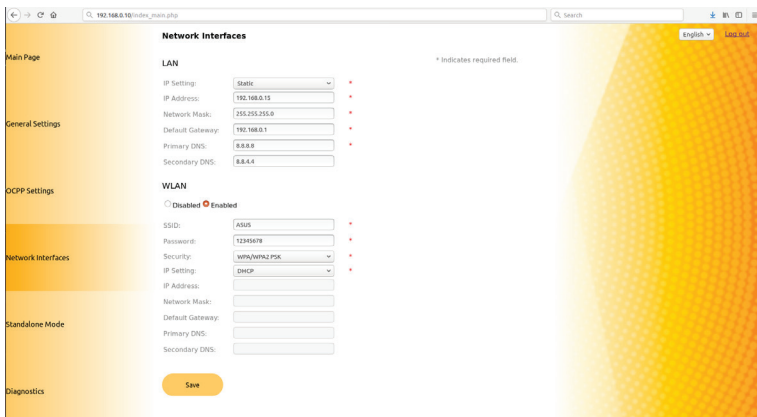 192.168.0.10/index_main.php
Search
Network Interfaces
English
Log out
Main Page
General Settings
OCPP Settings
Network Interfaces
Standalone Mode
Diagnostics
LAN
* Indicates required field.
IP Setting: Static *
IP Address: 192.168.0.15 *
Network Mask: 255.255.255.0 *
Default Gateway: 192.168.0.1 *
Primary DNS: 8.8.8.8 *
Secondary DNS: 8.8.4.4
WLAN
Disabled Enabled
SSID: ASUS *
Password: 12345678 *
Security: WPA/WPA2 PSK *
IP Setting: DHCP *
IP Address:
Network Mask:
Default Gateway:
Primary DNS:
Secondary DNS:
Save